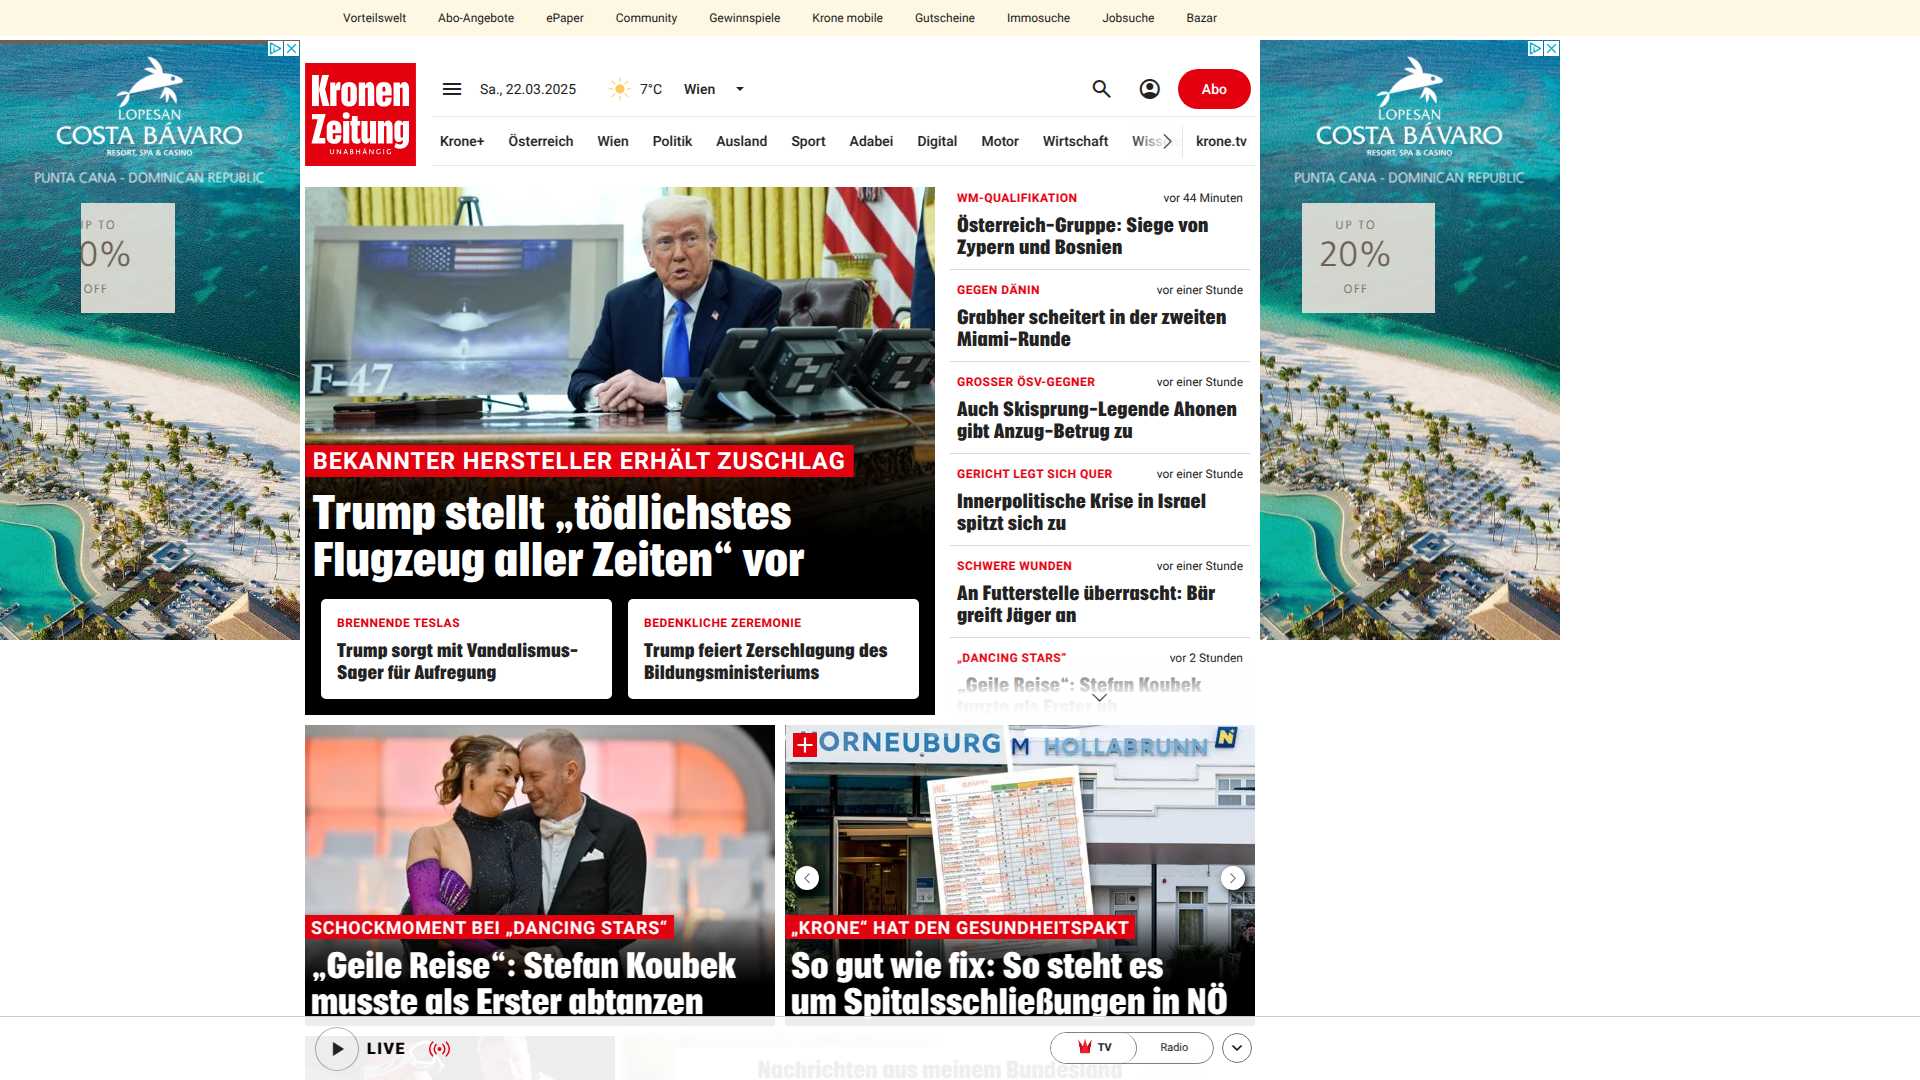 Vorteilswelt Abo-Angebote ePaper Community Gewinnspiele Krone mobile Gutscheine Immosuche Jobsuche Bazar
LOPESAN
COSTA BÁVARO
RESORT, SPA & CASINO
PUNTA CANA - DOMINICAN REPUBLIC
UP TO
0%
OFF
Kronen
Zeitung
UNABHÄNGIG
Sa., 22.03.2025 7°C Wien Abo
Krone+ Österreich Wien Politik Ausland Sport Adabei Digital Motor Wirtschaft Wiss krone.tv
F-47
BEKANNTER HERSTELLER ERHÄLT ZUSCHLAG
Trump stellt „tödlichstes
Flugzeug aller Zeiten“ vor
BRENNENDE TESLAS
Trump sorgt mit Vandalismus-
Sager für Aufregung
BEDENKLICHE ZEREMONIE
Trump feiert Zerschlagung des
Bildungsministeriums
WM-QUALIFIKATION vor 44 Minuten
Österreich-Gruppe: Siege von
Zypern und Bosnien
GEGEN DÄNIN vor einer Stunde
Grabher scheitert in der zweiten
Miami-Runde
GROSSER ÖSV-GEGNER vor einer Stunde
Auch Skisprung-Legende Ahonen
gibt Anzug-Betrug zu
GERICHT LEGT SICH QUER vor einer Stunde
Innerpolitische Krise in Israel
spitzt sich zu
SCHWERE WUNDEN vor einer Stunde
An Futterstelle überrascht: Bär
greift Jäger an
„DANCING STARS“ vor 2 Stunden
„Geile Reise“: Stefan Koubek
tanzte als Erster ab
LOPESAN
COSTA BÁVARO
RESORT, SPA & CASINO
PUNTA CANA - DOMINICAN REPUBLIC
UP TO
20%
OFF
SCHOCKMOMENT BEI „DANCING STARS“
„Geile Reise“: Stefan Koubek
musste als Erster abtanzen
ORNEUBURG M HOLLABRUNN N
„KRONE“ HAT DEN GESUNDHEITSPAKT
So gut wie fix: So steht es
um Spitalsschließungen in NÖ
LIVE
TV Radio
Nachrichten aus meinem Bundesland